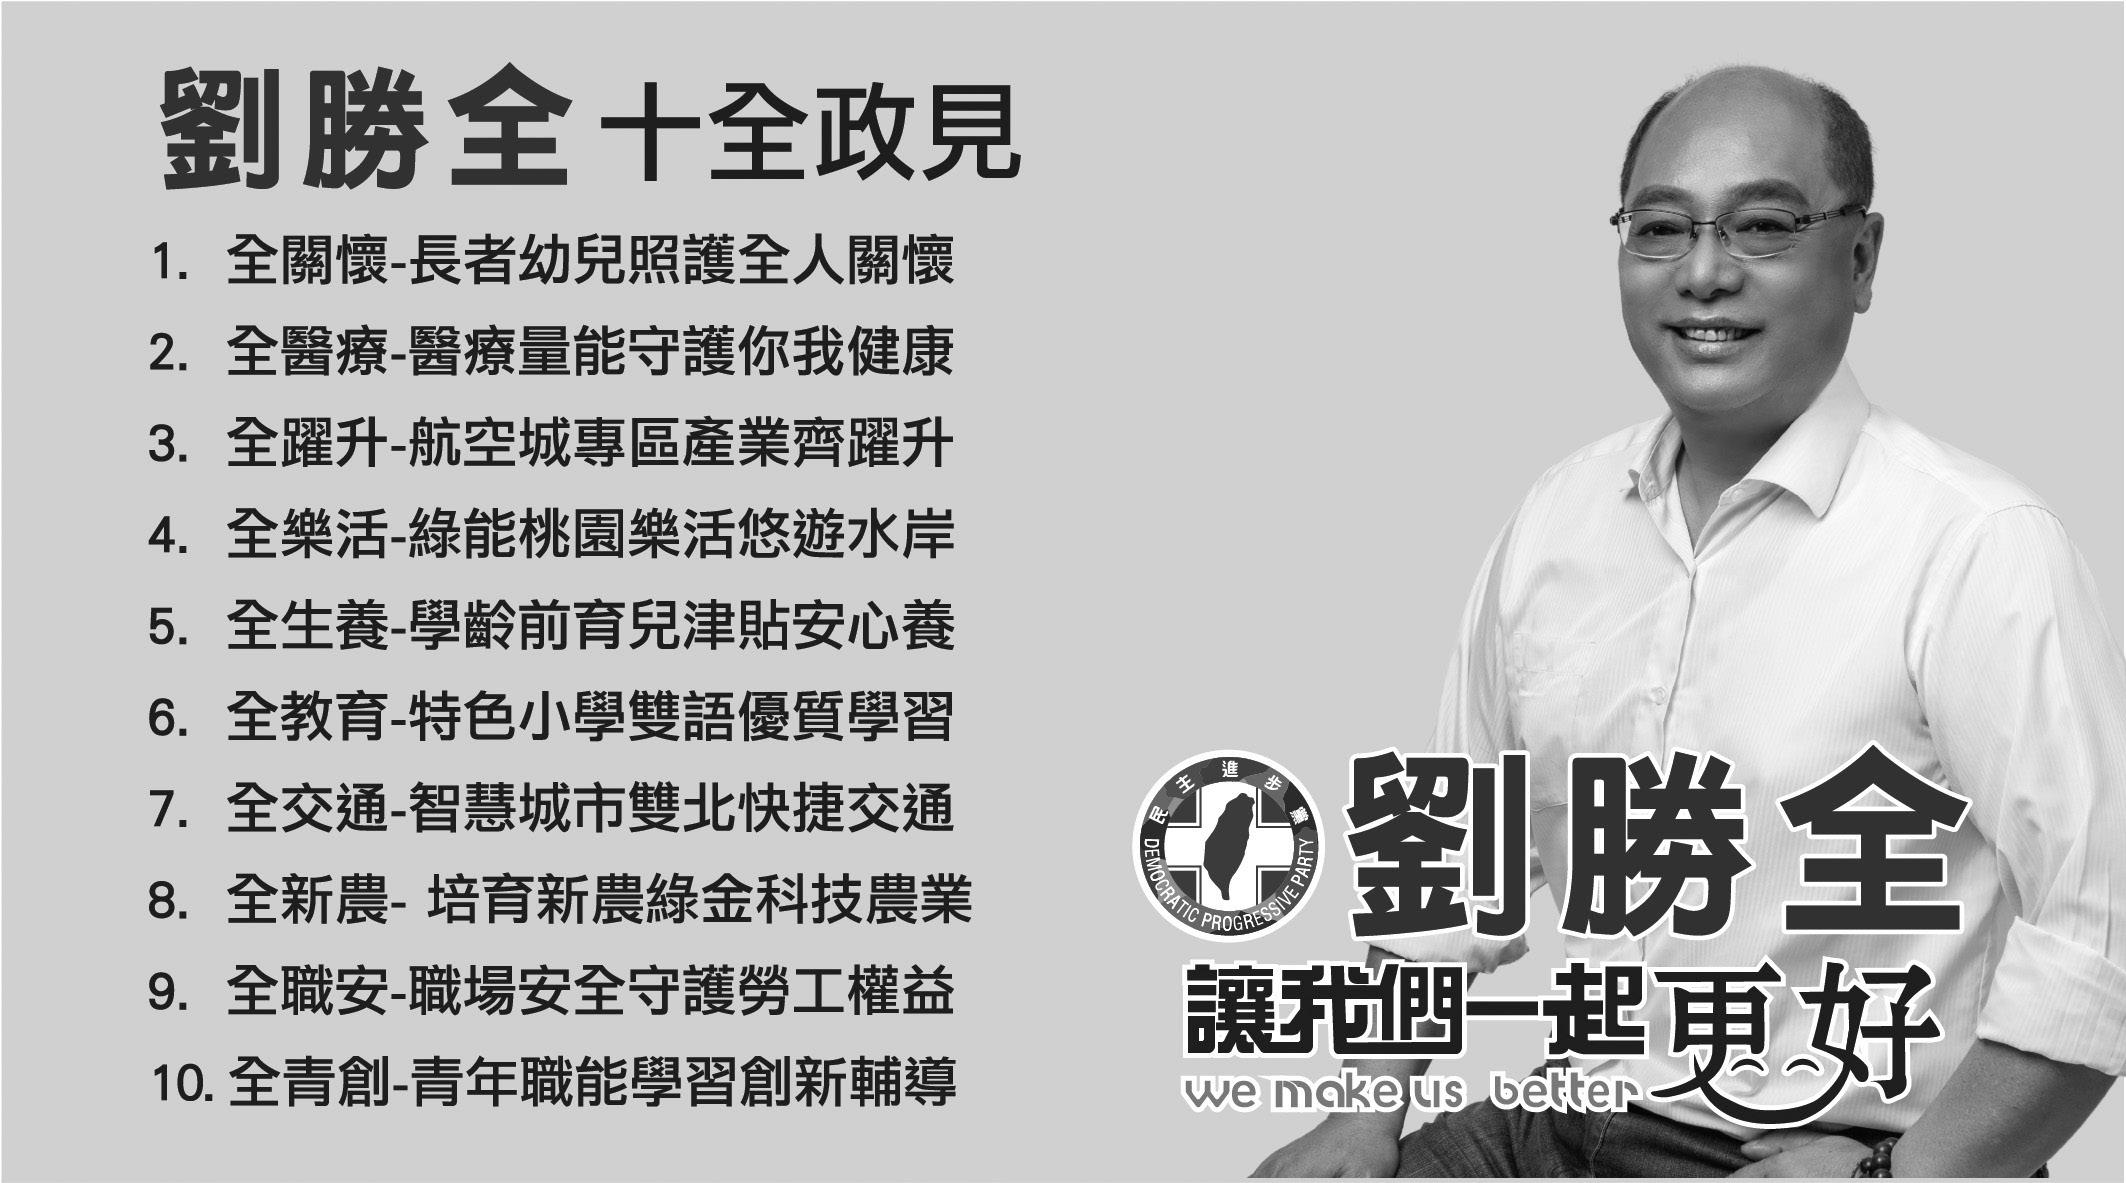 劉勝全十全政見
1. 全關懷-長者幼兒照護全人關懷
2. 全醫療-醫療量能守護你我健康
3. 全躍升-航空城專區產業齊躍升
4. 全樂活-綠能桃園樂活悠遊水岸
5. 全生養-學齡前育兒津貼安心養
6. 全教育-特色小學雙語優質學習
7. 全交通-智慧城市雙北快捷交通
8. 全新農- 培育新農綠金科技農業
9. 全職安-職場安全守護勞工權益
10. 全青創-青年職能學習創新輔導
民主進步黨
DEMOCRATIC PROGRESSIVE PARTY
劉勝全
讓我們一起更好
we make us better